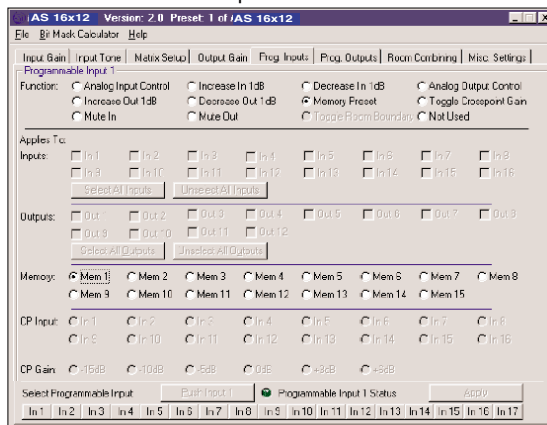 AS 16x12 Version: 2.0 Preset: 1 of AS 16x12
File Bit Mask Calculator Help
Input Gain Input Tone Matrix Setup Output Gain Prog. Inputs Prog. Outputs Room Combining Misc. Settings
Programmable Input 1
Function: Analog Input Control Increase In 1dB Decrease In 1dB Analog Output Control
Increase Out 1dB Decrease Out 1dB Memory Preset Toggle Crosspoint Gain
Mute In Mute Out Toggle Room Boundary Not Used
Applies To:
Inputs: In 1 In 2 In 3 In 4 In 5 In 6 In 7 In 8
In 9 In 10 In 11 In 12 In 13 In 14 In 15 In 16
Select All Inputs Unselect All Inputs
Outputs: Out 1 Out 2 Out 3 Out 4 Out 5 Out 6 Out 7 Out 8
Out 9 Out 10 Out 11 Out 12
Select All Outputs Unselect All Outputs
Memory: Mem 1 Mem 2 Mem 3 Mem 4 Mem 5 Mem 6 Mem 7 Mem 8
Mem 9 Mem 10 Mem 11 Mem 12 Mem 13 Mem 14 Mem 15
CP Input: In 1 In 2 In 3 In 4 In 5 In 6 In 7 In 8
In 9 In 10 In 11 In 12 In 13 In 14 In 15 In 16
CP Gain: -15dB -10dB -5dB 0dB +3dB +6dB
Select Programmable Input: Push Input 1 Programmable Input 1 Status Apply
In 1 In 2 In 3 In 4 In 5 In 6 In 7 In 8 In 9 In 10 In 11 In 12 In 13 In 14 In 15 In 16 In 17